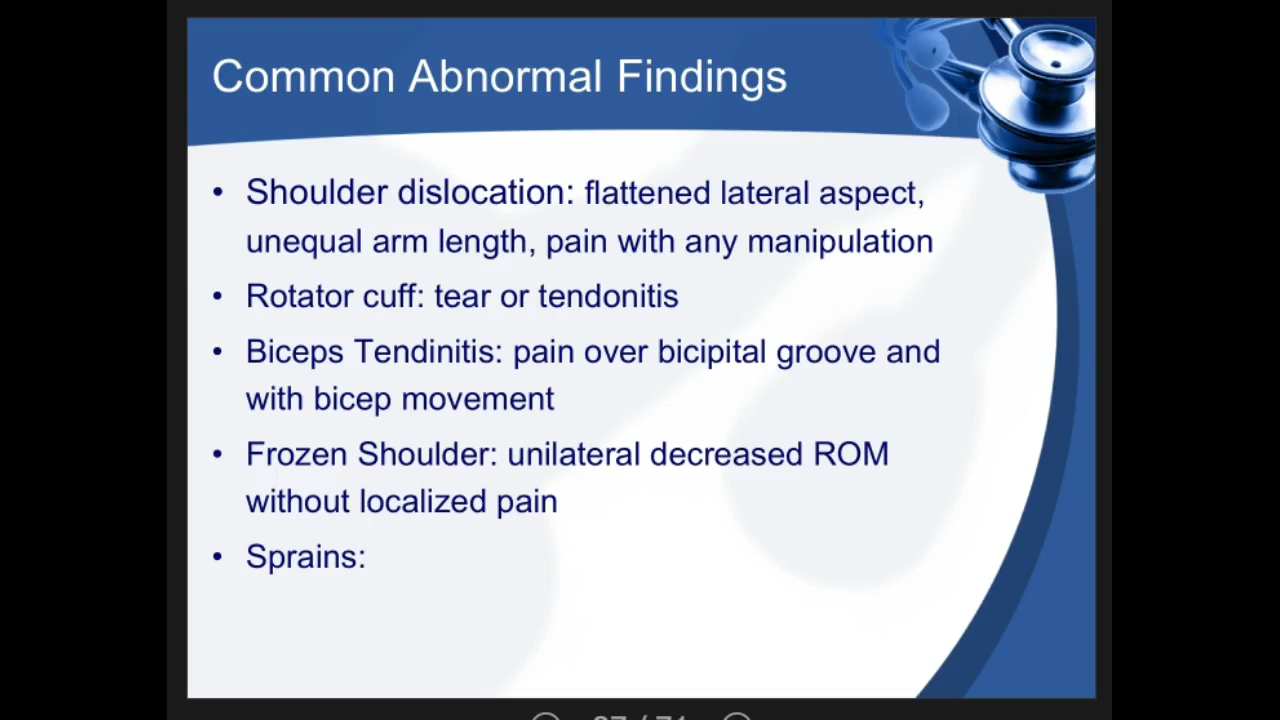 Common Abnormal Findings
• Shoulder dislocation: flattened lateral aspect,
unequal arm length, pain with any manipulation
• Rotator cuff: tear or tendonitis
• Biceps Tendinitis: pain over bicipital groove and
with bicep movement
• Frozen Shoulder: unilateral decreased ROM
without localized pain
• Sprains: